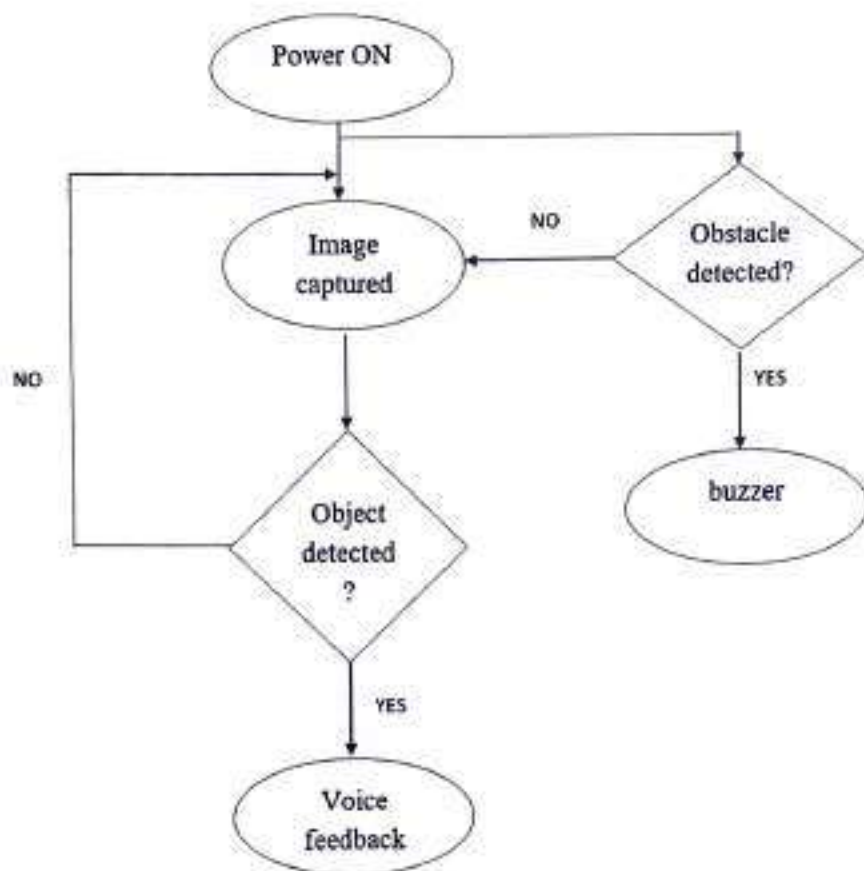 Power ON
NO
Image
captured
Obstacle
detected?
NO
YES
buzzer
Object
detected
?
YES
Voice
feedback